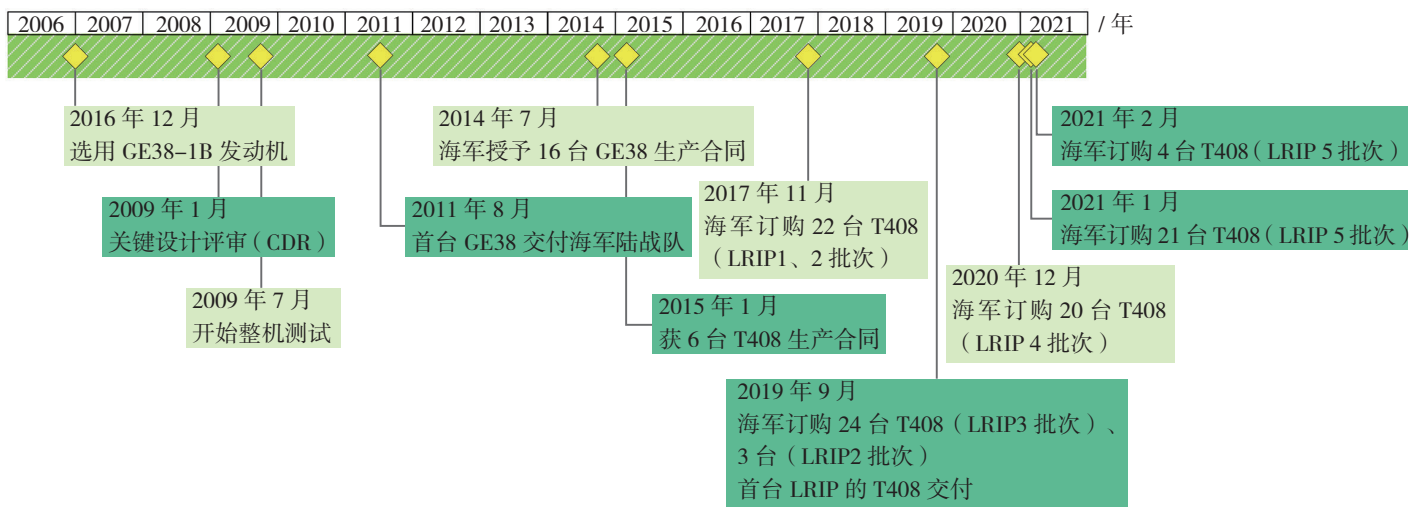 2006 2007 2008 2009 2010 2011 2012 2013 2014 2015 2016 2017 2018 2019 2020 2021 / 年
2016 年 12 月
选用 GE38-1B 发动机
2009 年 1 月
关键设计评审（CDR）
2009 年 7 月
开始整机测试
2011 年 8 月
首台 GE38 交付海军陆战队
2014 年 7 月
海军授予 16 台 GE38 生产合同
2015 年 1 月
获 6 台 T408 生产合同
2017 年 11 月
海军订购 22 台 T408
（LRIP1、2 批次）
2019 年 9 月
海军订购 24 台 T408（LRIP3 批次）、
3 台（LRIP2 批次）
首台 LRIP 的 T408 交付
2020 年 12 月
海军订购 20 台 T408
（LRIP 4 批次）
2021 年 1 月
海军订购 21 台 T408（LRIP 5 批次）
2021 年 2 月
海军订购 4 台 T408（LRIP 5 批次）